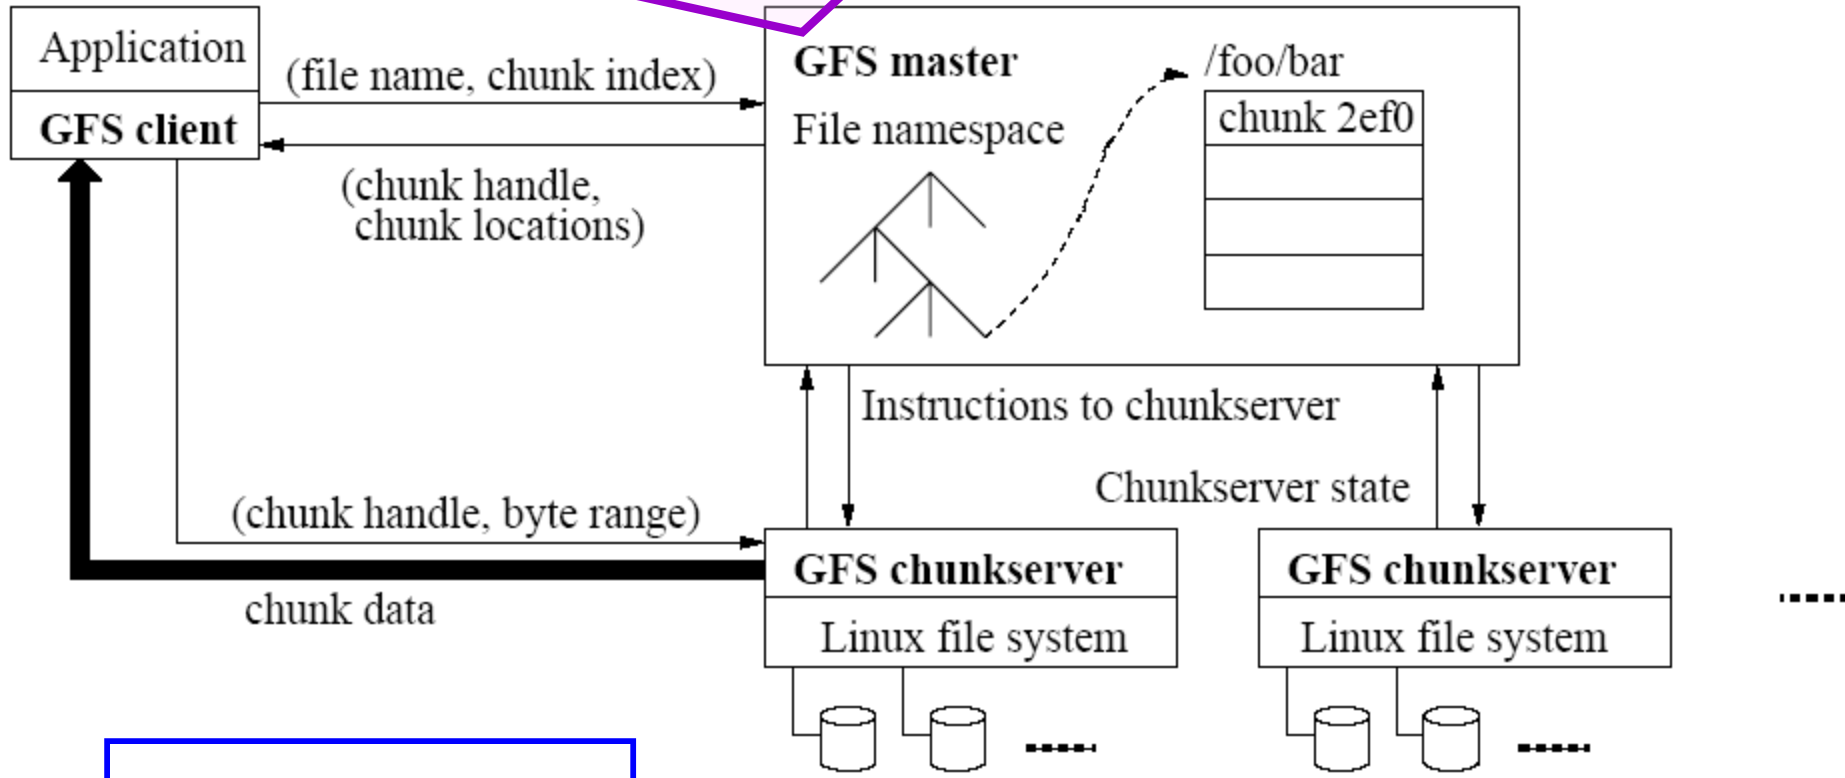 Application
GFS client
(file name, chunk index)
(chunk handle,
chunk locations)
GFS master
File namespace
/foo/bar
chunk 2ef0
Instructions to chunkserver
Chunkserver state
(chunk handle, byte range)
chunk data
GFS chunkserver
Linux file system
GFS chunkserver
Linux file system